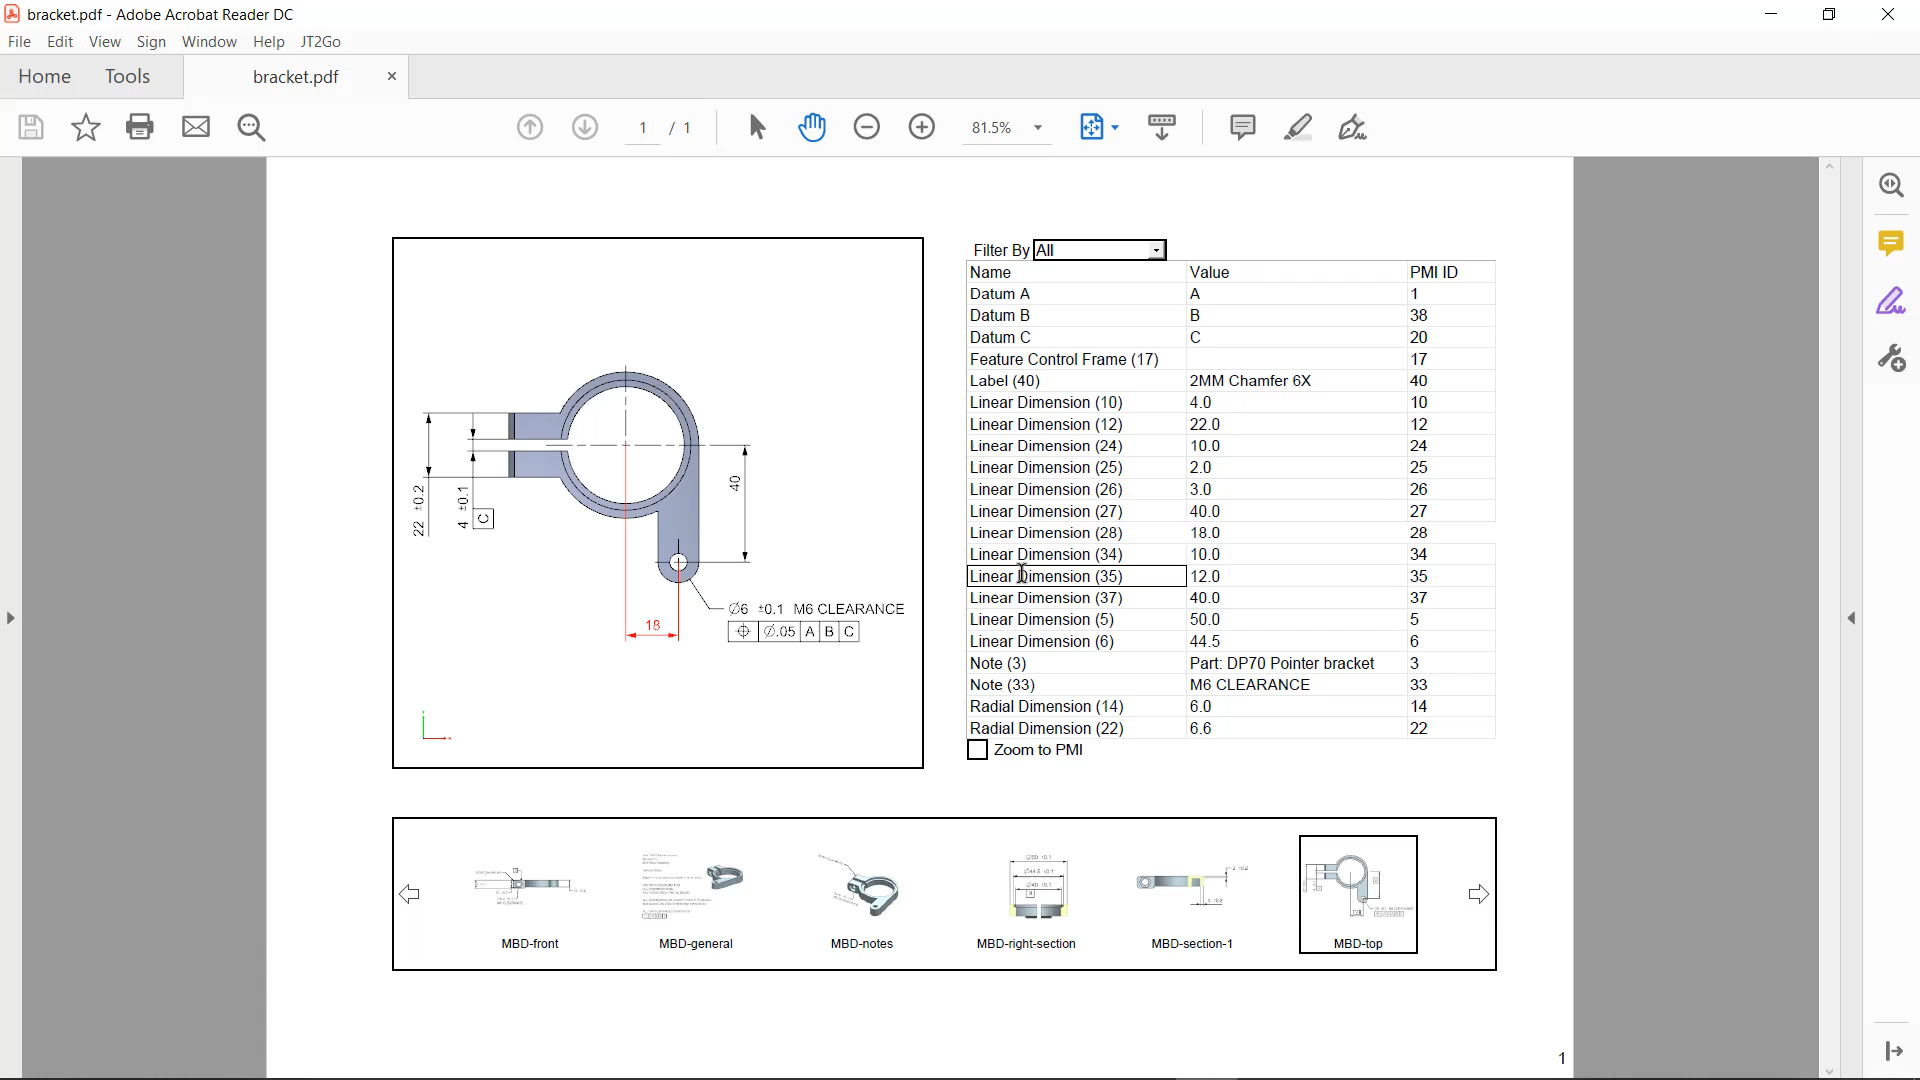 bracket.pdf - Adobe Acrobat Reader DC
File Edit View Sign Window Help JT2Go
Home Tools bracket.pdf
1 / 1 81.5%
Filter By All
Name Value PMI ID
Datum A A 1
Datum B B 38
Datum C C 20
Feature Control Frame (17) 17
Label (40) 2MM Chamfer 6X 40
Linear Dimension (10) 4.0 10
Linear Dimension (12) 22.0 12
Linear Dimension (24) 10.0 24
Linear Dimension (25) 2.0 25
Linear Dimension (26) 3.0 26
Linear Dimension (27) 40.0 27
Linear Dimension (28) 18.0 28
Linear Dimension (34) 10.0 34
Linear Dimension (35) 12.0 35
Linear Dimension (37) 40.0 37
Linear Dimension (5) 50.0 5
Linear Dimension (6) 44.5 6
Note (3) Part: DP70 Pointer bracket 3
Note (33) M6 CLEARANCE 33
Radial Dimension (14) 6.0 14
Radial Dimension (22) 6.6 22
Zoom to PMI
22 ±0.2
4 ±0.1
C
40
18
∅6 ±0.1 M6 CLEARANCE
⌖ ∅.05 A B C
MBD-front MBD-general MBD-notes MBD-right-section MBD-section-1 MBD-top
1